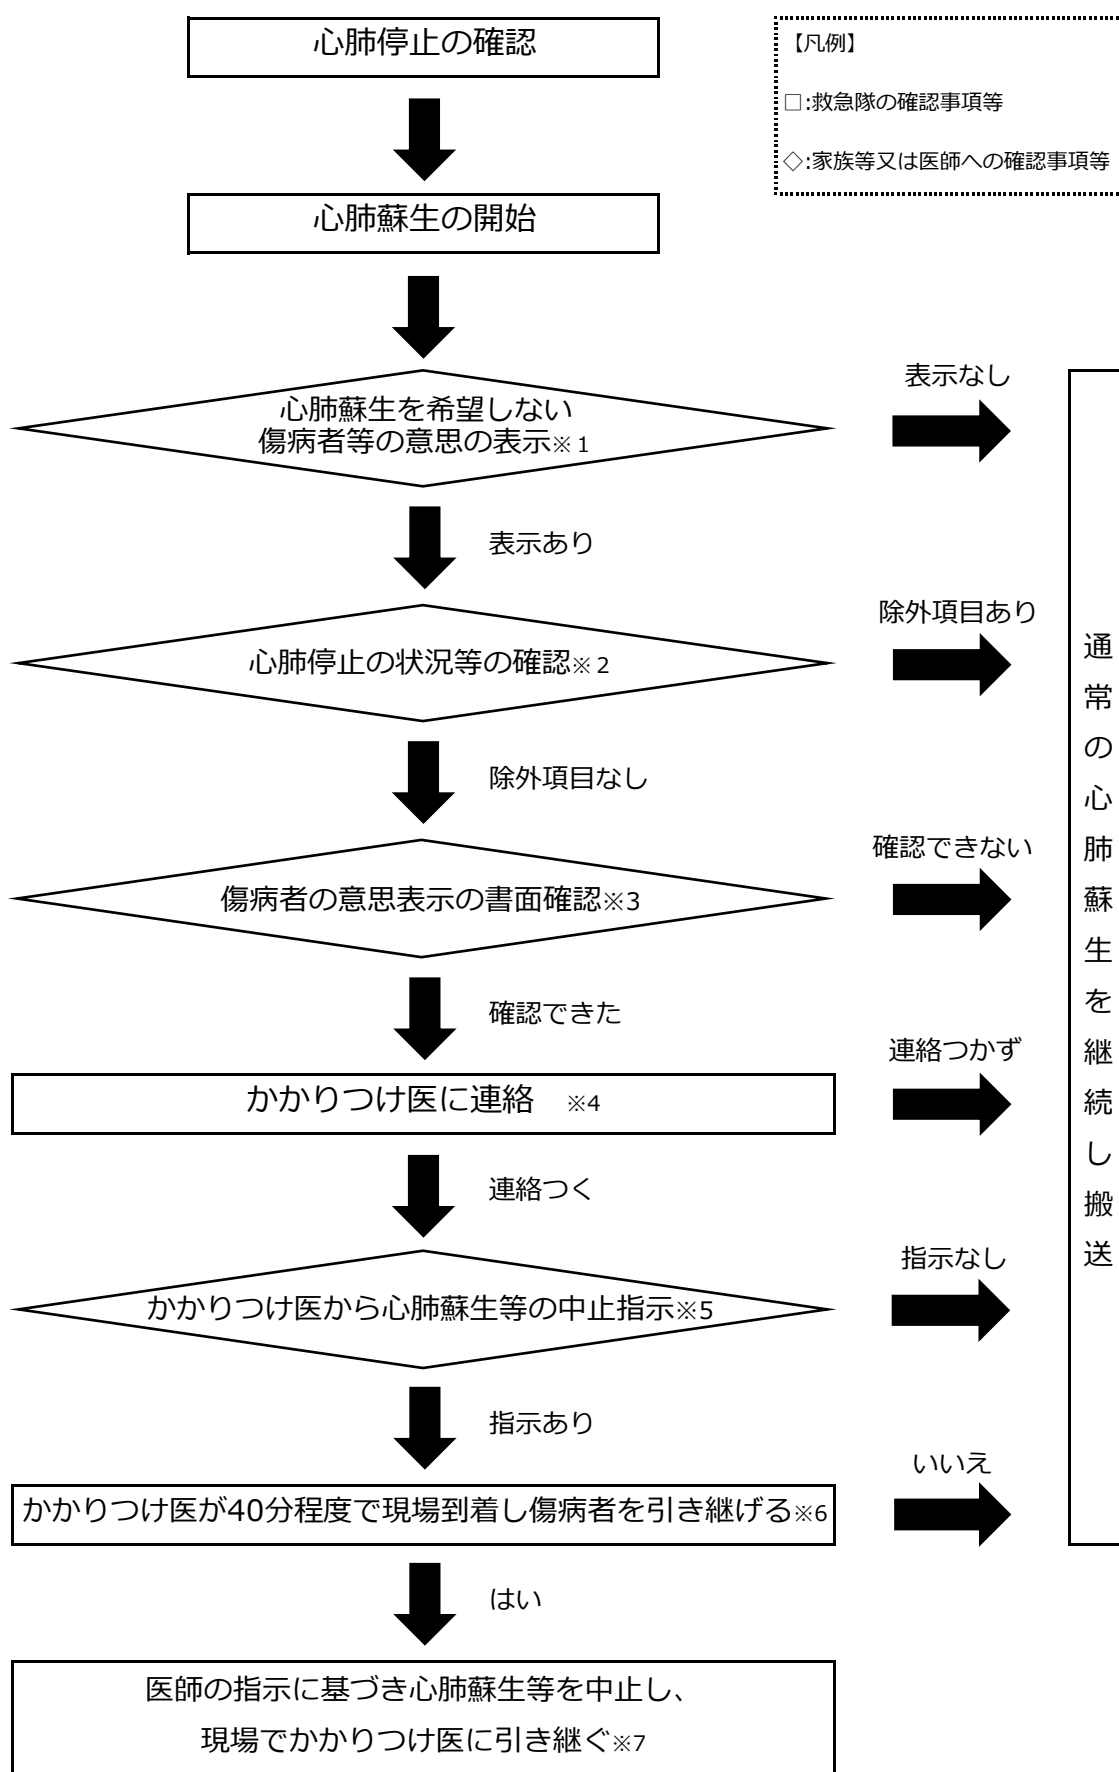 心肺停止の確認
【凡例】
□:救急隊の確認事項等
◇:家族等又は医師への確認事項等
心肺蘇生の開始
心肺蘇生を希望しない
傷病者等の意思の表示※１
表示なし
表示あり
心肺停止の状況等の確認※２
除外項目あり
除外項目なし
傷病者の意思表示の書面確認※3
確認できない
確認できた
かかりつけ医に連絡　※4
連絡つかず
連絡つく
かかりつけ医から心肺蘇生等の中止指示※5
指示なし
指示あり
かかりつけ医が40分程度で現場到着し傷病者を引き継げる※6
いいえ
はい
医師の指示に基づき心肺蘇生等を中止し、
現場でかかりつけ医に引き継ぐ※7
通常の心肺蘇生を継続し搬送